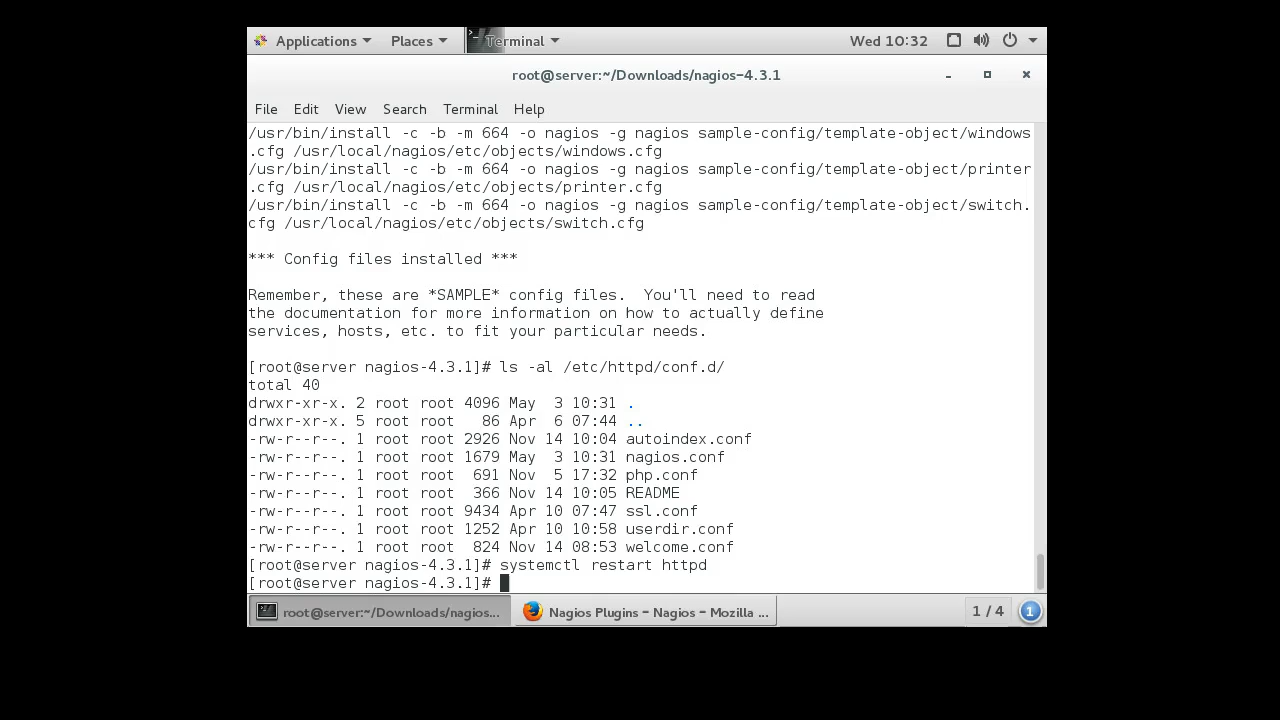 Applications Places Terminal Wed 10:32
root@server:~/Downloads/nagios-4.3.1
File Edit View Search Terminal Help
/usr/bin/install -c -b -m 664 -o nagios -g nagios sample-config/template-object/windows
.cfg /usr/local/nagios/etc/objects/windows.cfg
/usr/bin/install -c -b -m 664 -o nagios -g nagios sample-config/template-object/printer
.cfg /usr/local/nagios/etc/objects/printer.cfg
/usr/bin/install -c -b -m 664 -o nagios -g nagios sample-config/template-object/switch.
cfg /usr/local/nagios/etc/objects/switch.cfg
*** Config files installed ***
Remember, these are *SAMPLE* config files.  You'll need to read
the documentation for more information on how to actually define
services, hosts, etc. to fit your particular needs.
[root@server nagios-4.3.1]# ls -al /etc/httpd/conf.d/
total 40
drwxr-xr-x. 2 root root 4096 May  3 10:31 .
drwxr-xr-x. 5 root root   86 Apr  6 07:44 ..
-rw-r--r--. 1 root root 2926 Nov 14 10:04 autoindex.conf
-rw-r--r--. 1 root root 1679 May  3 10:31 nagios.conf
-rw-r--r--. 1 root root  691 Nov  5 17:32 php.conf
-rw-r--r--. 1 root root  366 Nov 14 10:05 README
-rw-r--r--. 1 root root 9434 Apr 10 07:47 ssl.conf
-rw-r--r--. 1 root root 1252 Apr 10 10:58 userdir.conf
-rw-r--r--. 1 root root  824 Nov 14 08:53 welcome.conf
[root@server nagios-4.3.1]# systemctl restart httpd
[root@server nagios-4.3.1]#
root@server:~/Downloads/nagios... Nagios Plugins - Nagios - Mozilla ... 1 / 4 1